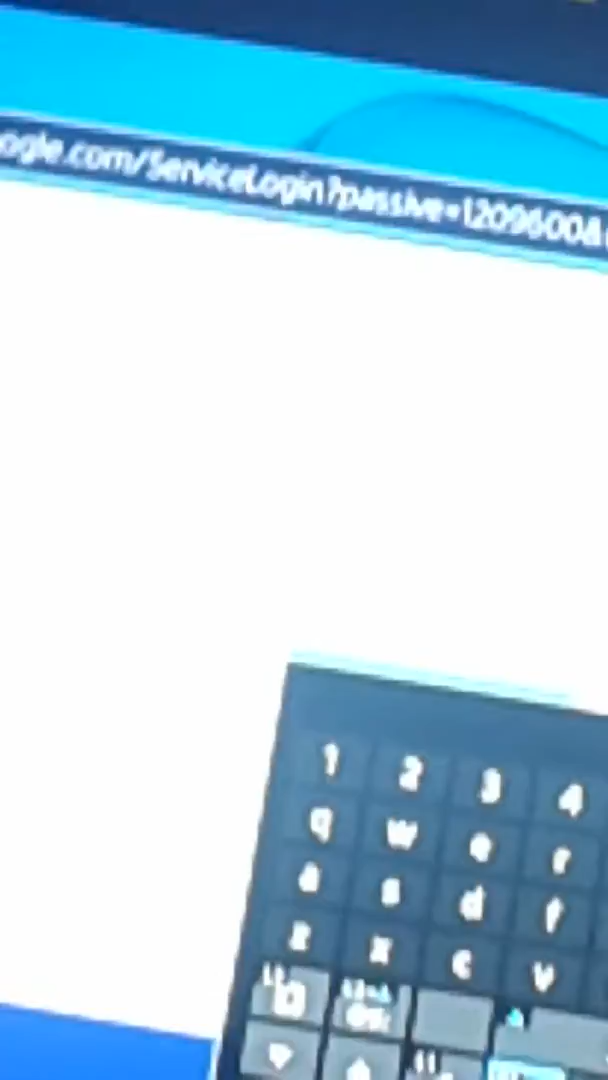 ogle.com/ServiceLogin?passive=1209600&
1 2 3 4
q w e r
a s d f
z x c v